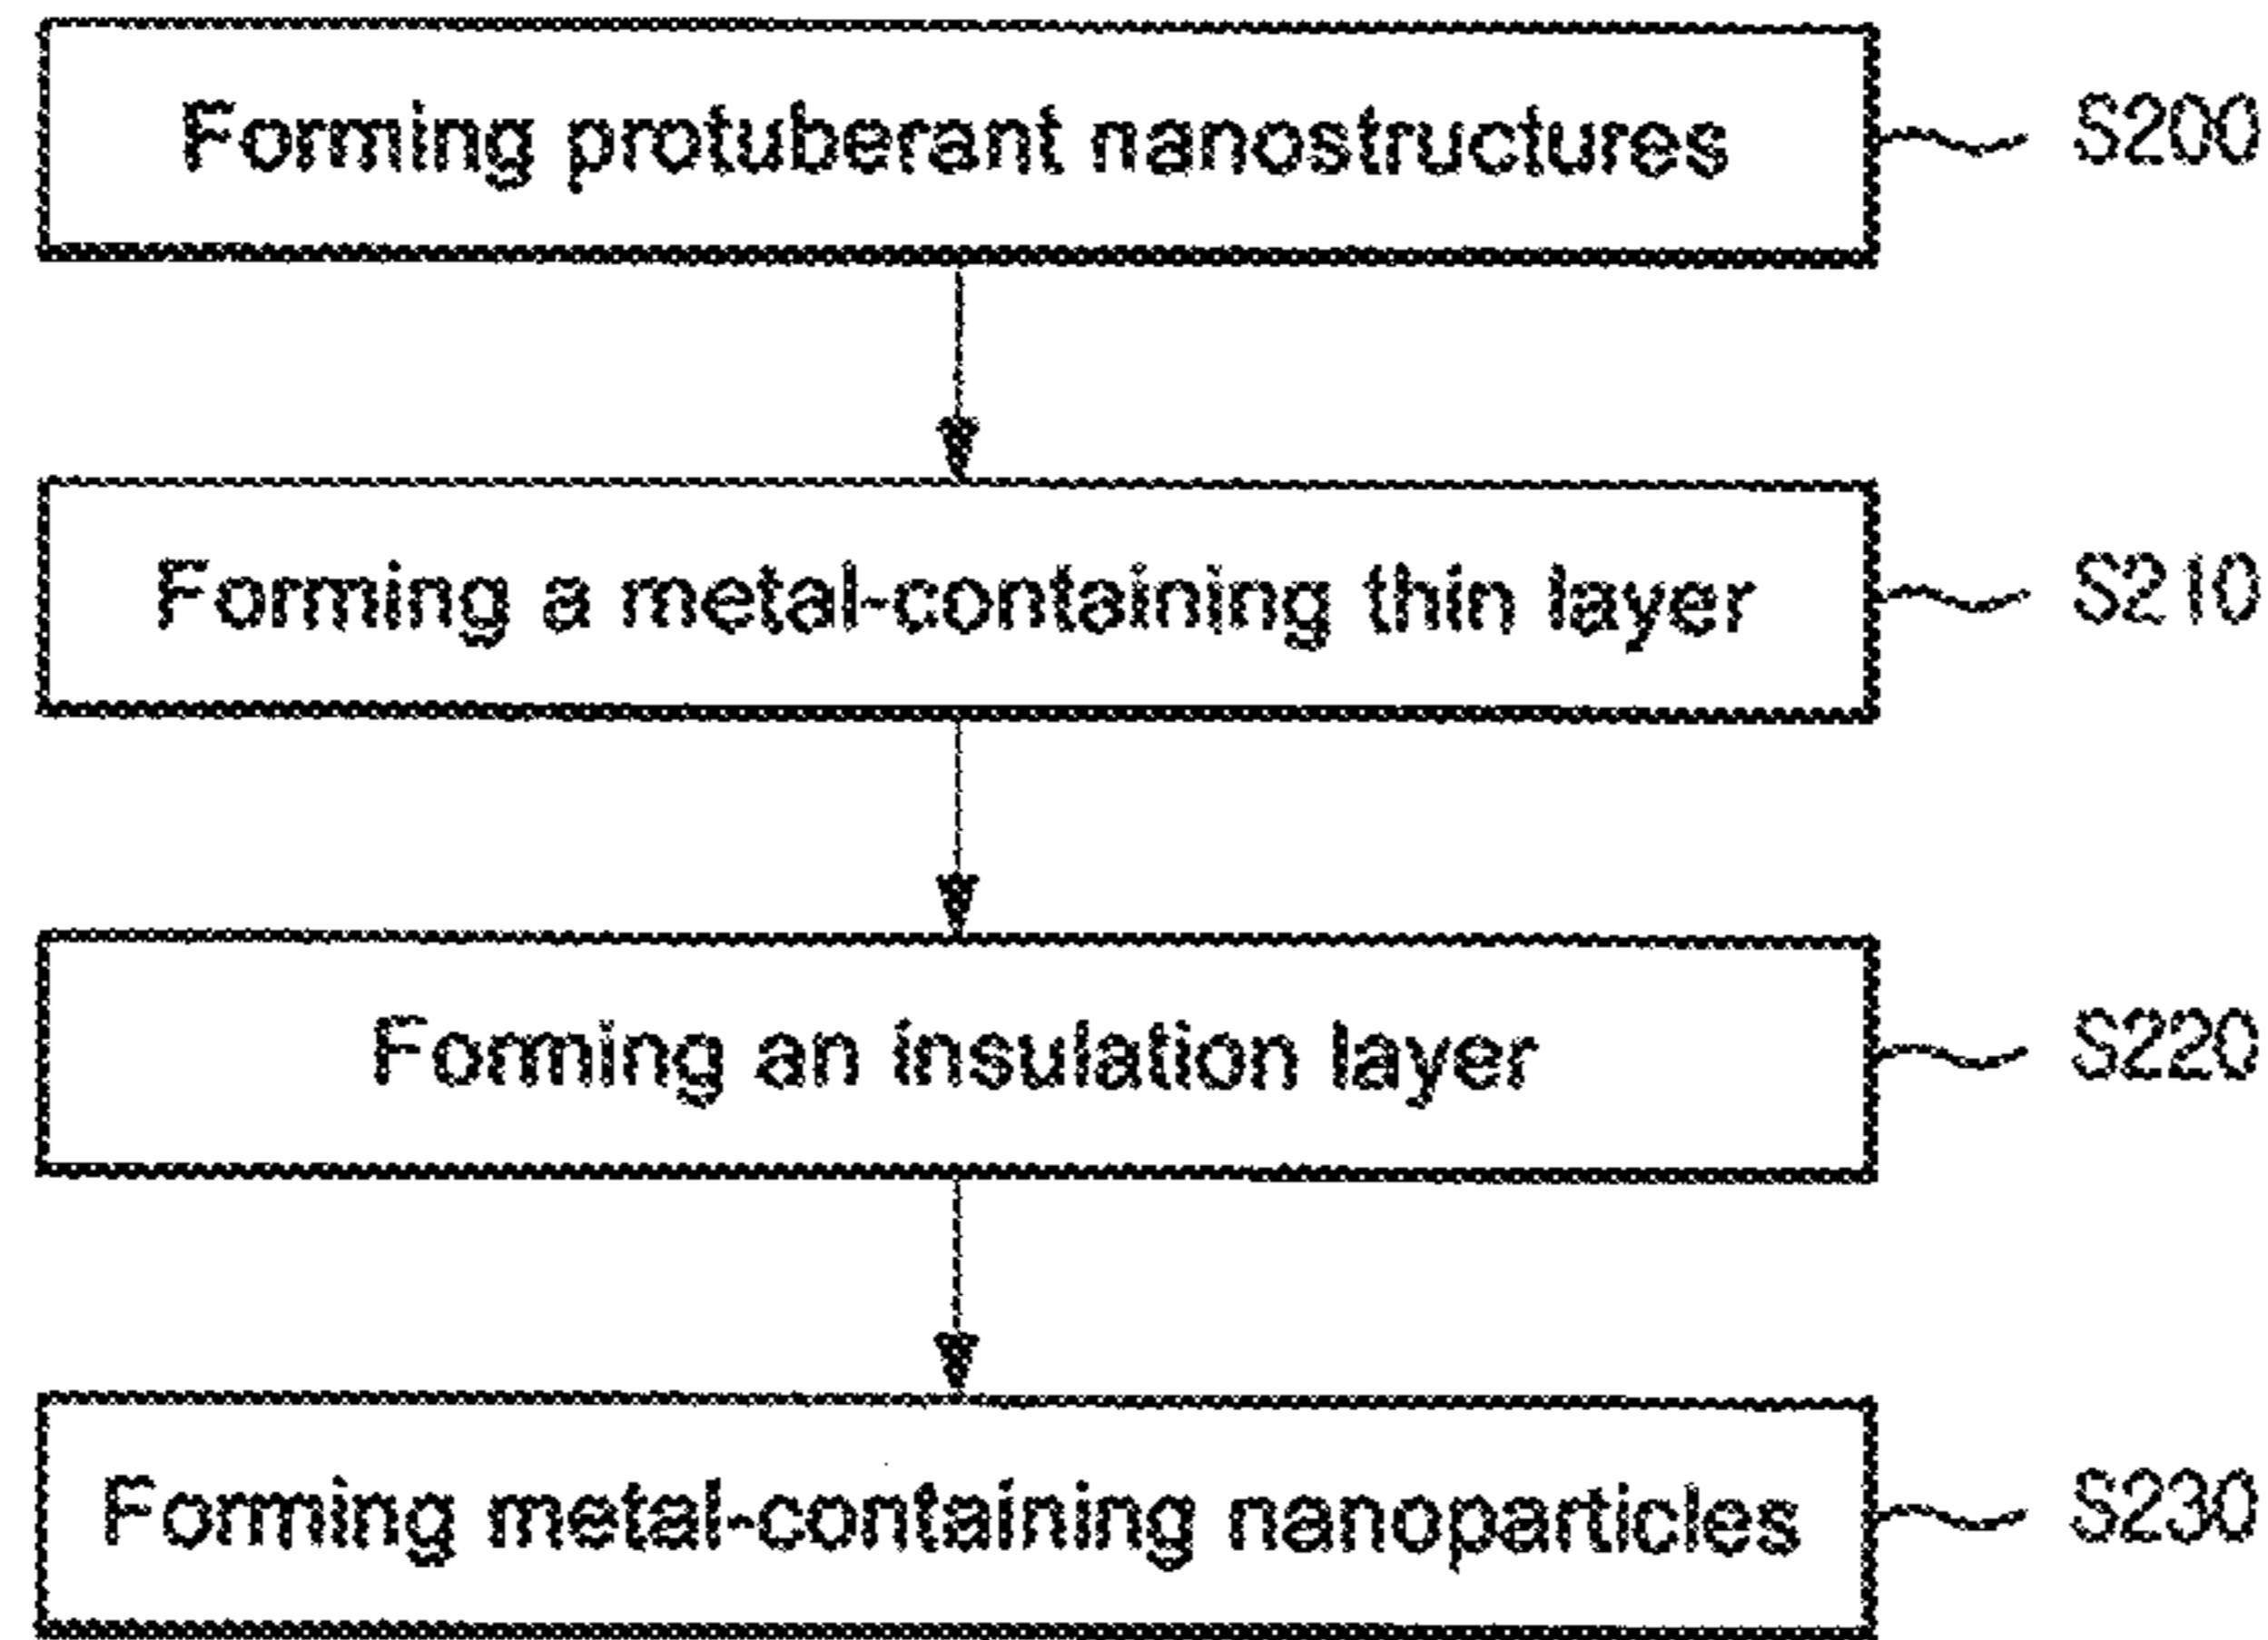 Forming protuberant nanostructures S200
Forming a metal-containing thin layer S210
Forming an insulation layer S220
Forming metal-containing nanoparticles S230